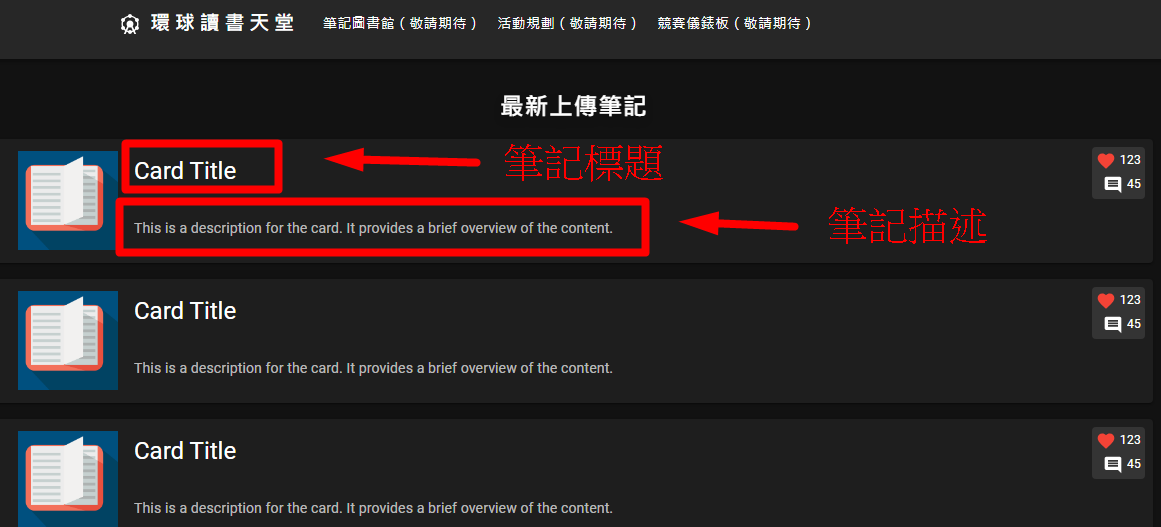 環球讀書天堂 筆記圖書館（敬請期待） 活動規劃（敬請期待） 競賽儀錶板（敬請期待）
最新上傳筆記
Card Title 筆記標題 123
45
This is a description for the card. It provides a brief overview of the content. 筆記描述
Card Title 123
45
This is a description for the card. It provides a brief overview of the content.
Card Title 123
45
This is a description for the card. It provides a brief overview of the content.